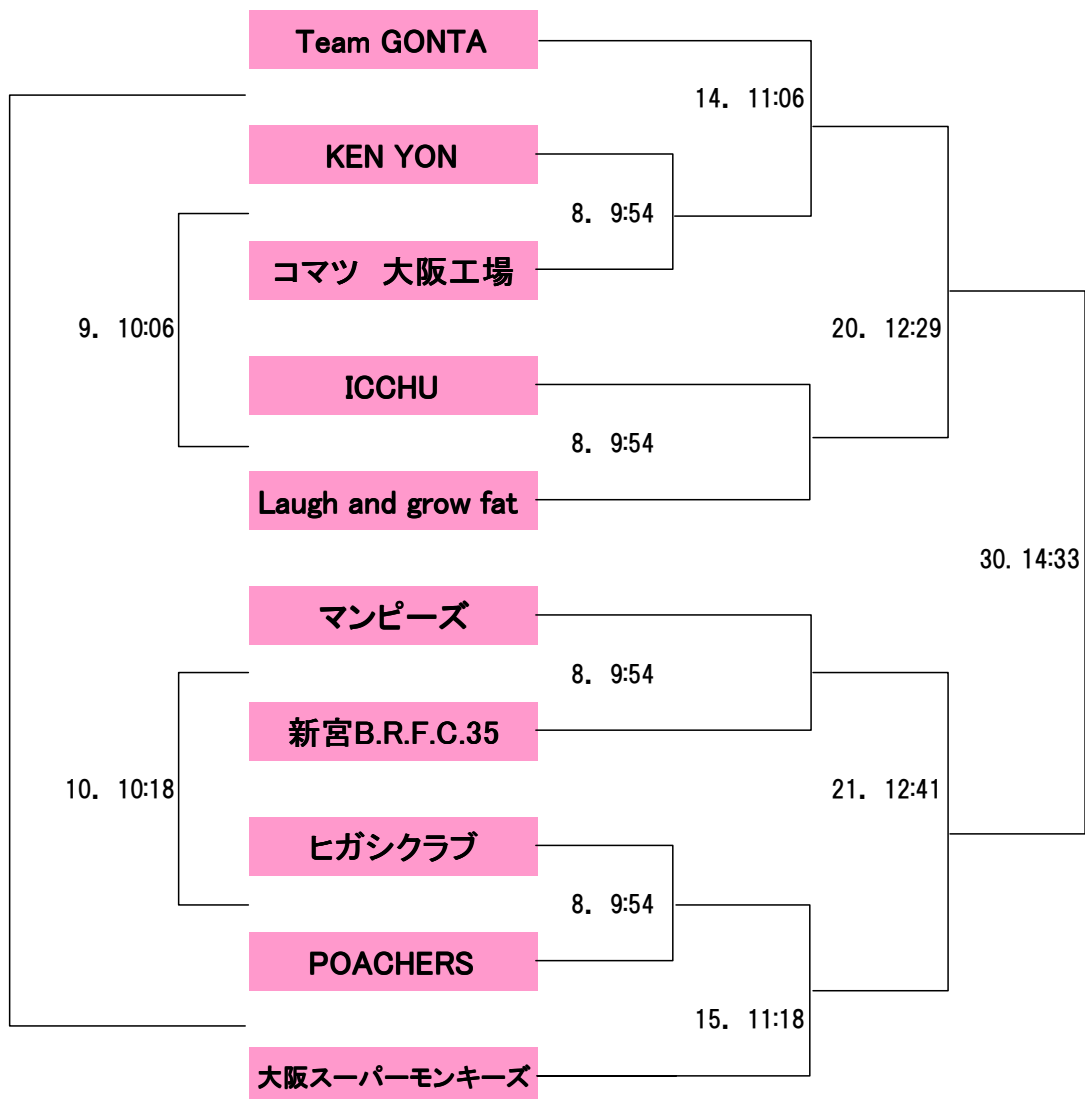 Team GONTA
14. 11:06
KEN YON
8. 9:54
コマツ 大阪工場
9. 10:06
20. 12:29
ICCHU
8. 9:54
Laugh and grow fat
30. 14:33
マンピーズ
8. 9:54
新宮B.R.F.C.35
10. 10:18
21. 12:41
ヒガシクラブ
8. 9:54
POACHERS
15. 11:18
大阪スーパーモンキーズ